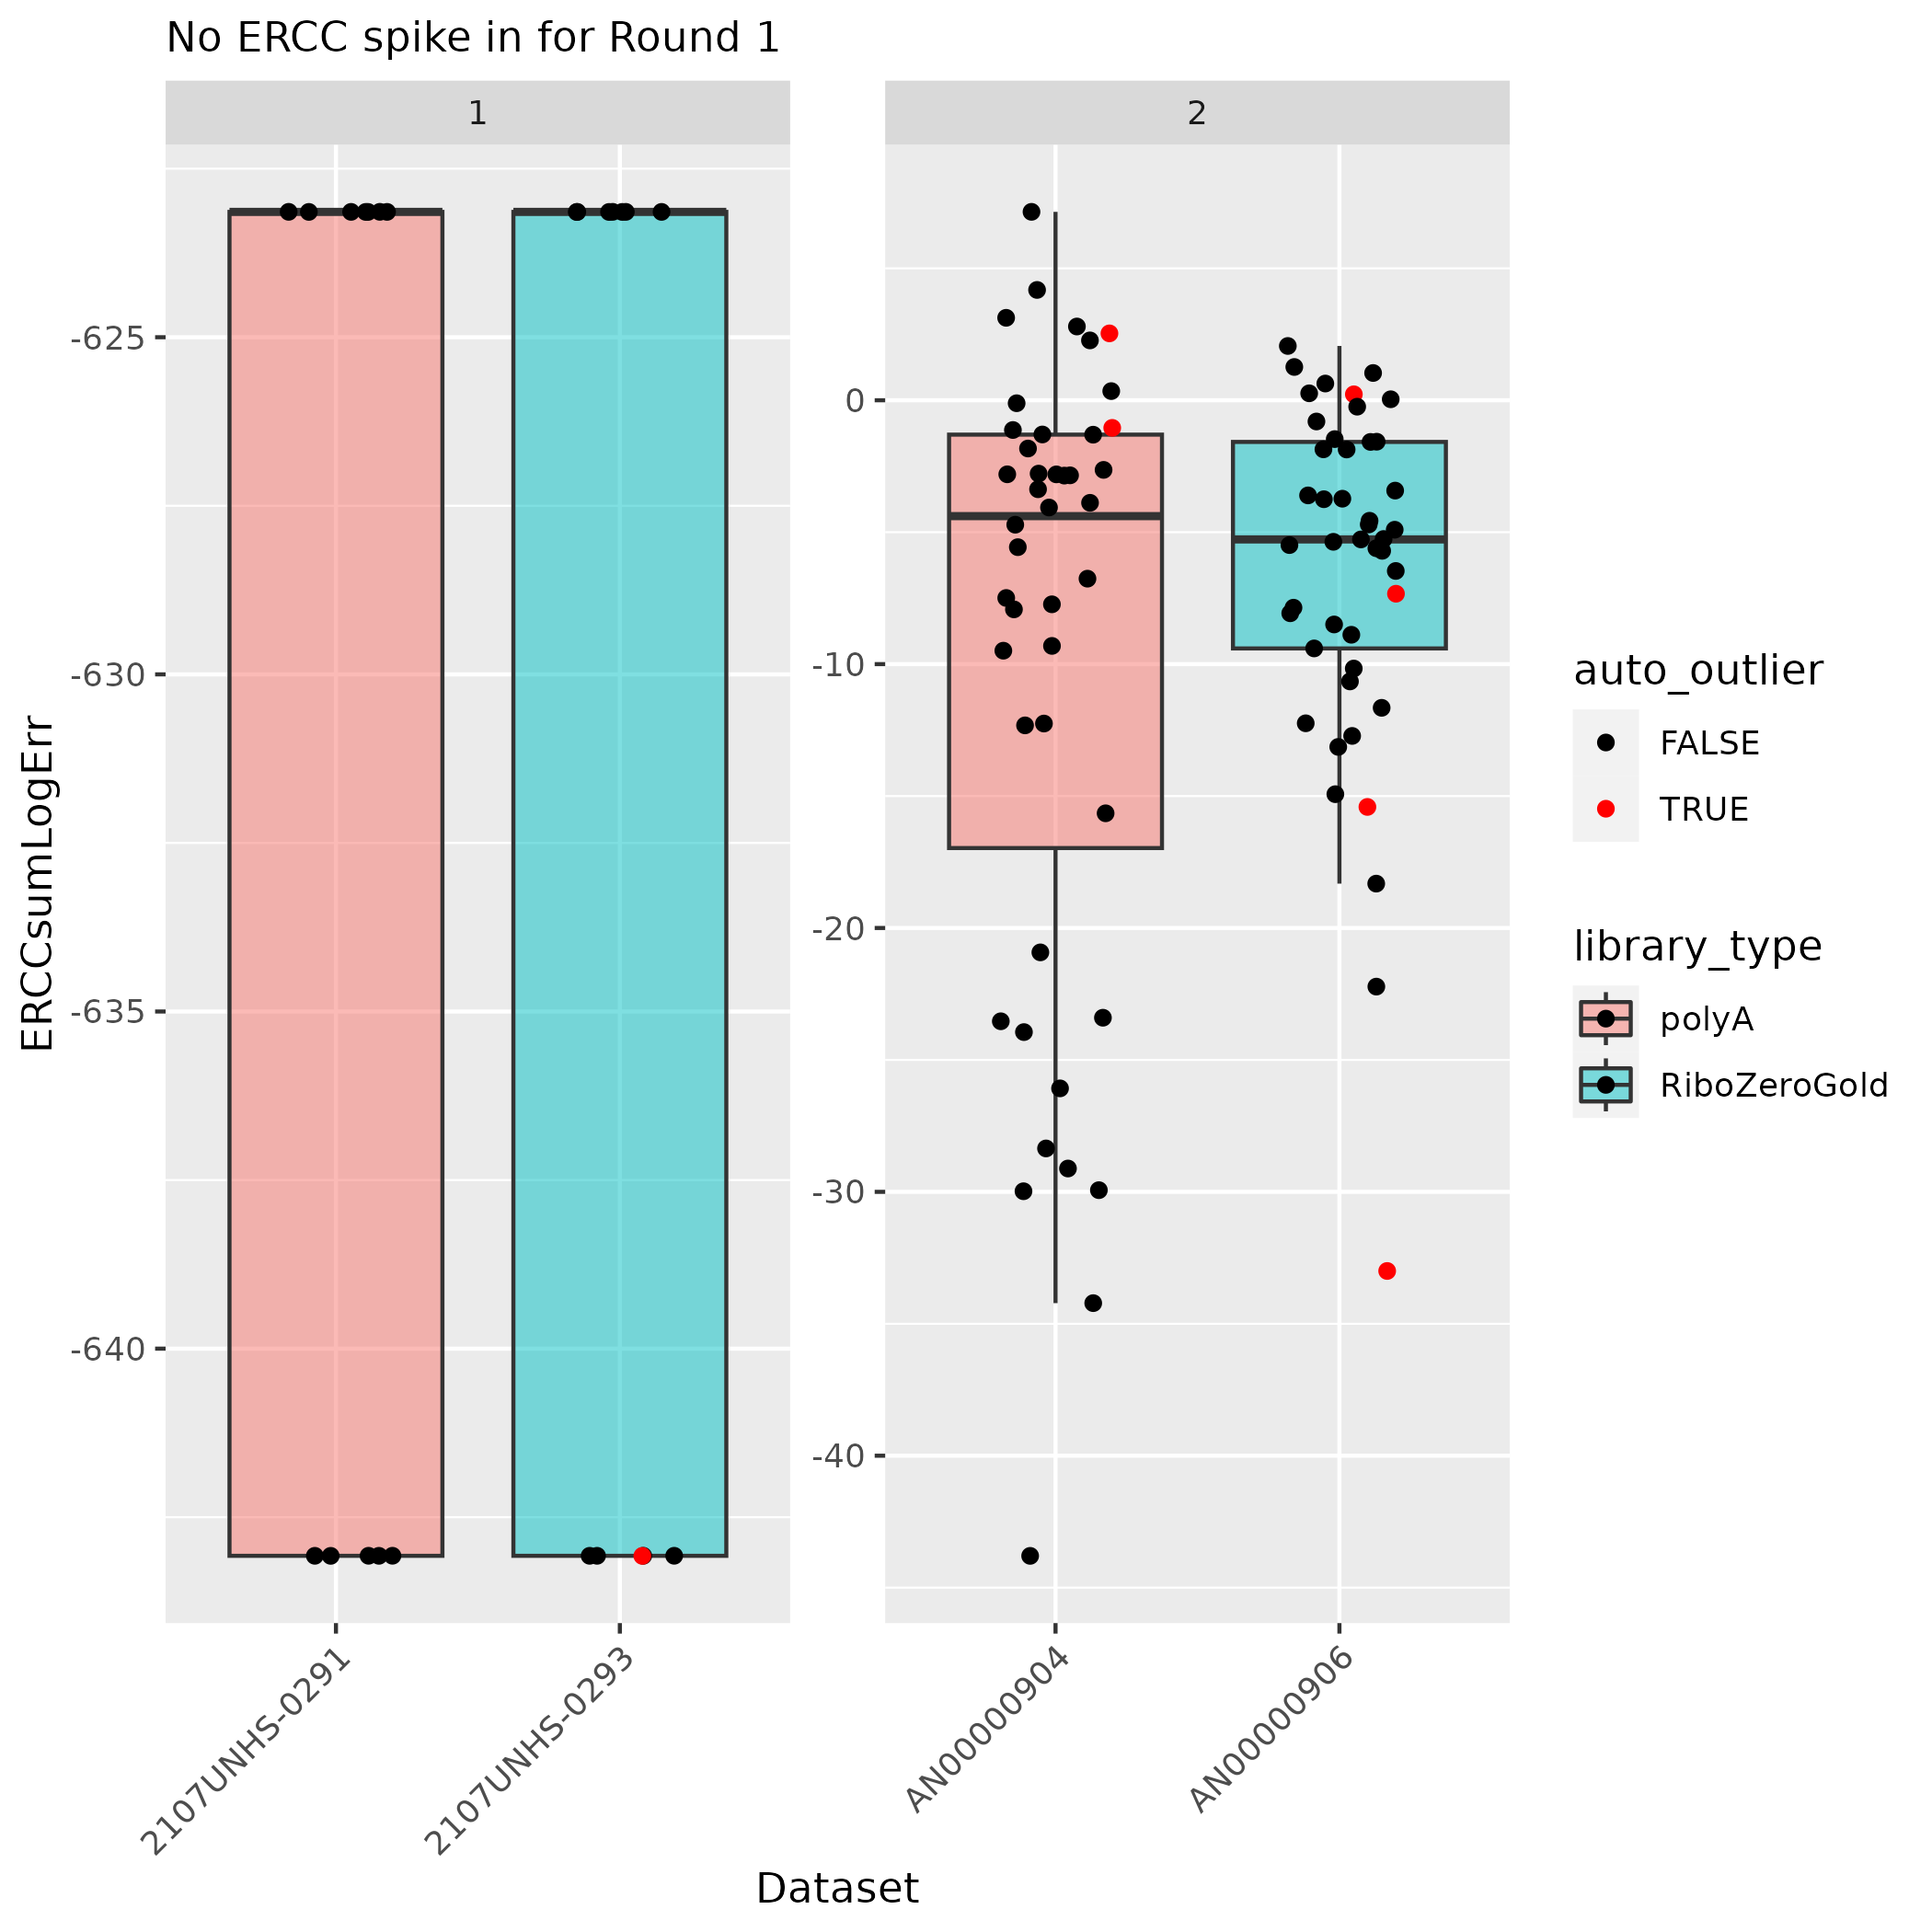 No ERCC spike in for Round 1
1
2
-625
-630
-635
-640
0
-10
-20
-30
-40
ERCCsumLogErr
2107UNHS-0291
2107UNHS-0293
AN00000904
AN00000906
Dataset
auto_outlier
FALSE
TRUE
library_type
polyA
RiboZeroGold